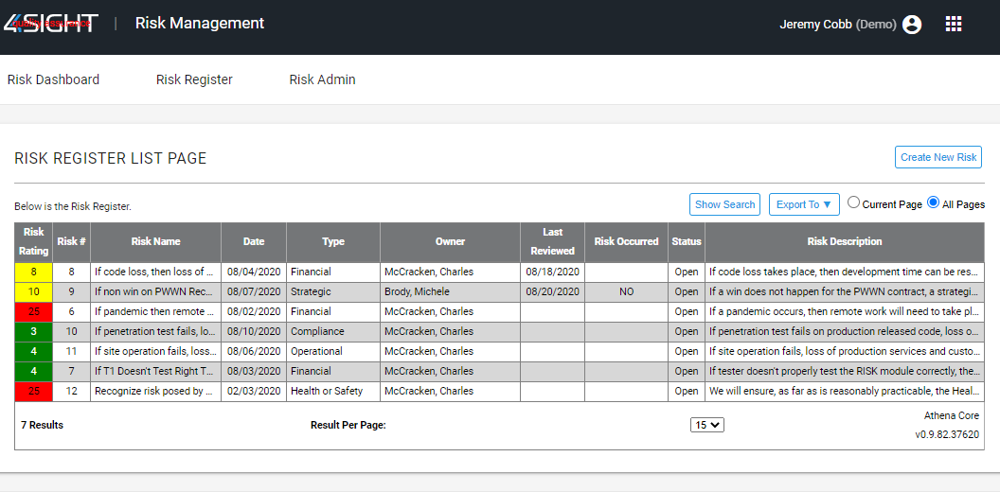 4SIGHT
quality assurance
| Risk Management
Jeremy Cobb (Demo)
Risk Dashboard Risk Register Risk Admin
RISK REGISTER LIST PAGE
Create New Risk
Below is the Risk Register.
Show Search Export To ▼ Current Page All Pages
Risk Rating Risk # Risk Name Date Type Owner Last Reviewed Risk Occurred Status Risk Description
8 8 If code loss, then loss of ... 08/04/2020 Financial McCracken, Charles 08/18/2020 Open If code loss takes place, then development time can be res...
10 9 If non win on PWWN Rec... 08/07/2020 Strategic Brody, Michele 08/20/2020 NO Open If a win does not happen for the PWWN contract, a strategi...
25 6 If pandemic then remote ... 08/02/2020 Financial McCracken, Charles Open If a pandemic occurs, then remote work will need to take pl...
3 10 If penetration test fails, lo... 08/10/2020 Compliance McCracken, Charles Open If penetration test fails on production released code, loss o...
4 11 If site operation fails, loss... 08/06/2020 Operational McCracken, Charles Open If site operation fails, loss of production services and custo...
4 7 If T1 Doesn't Test Right T... 08/03/2020 Financial McCracken, Charles Open If tester doesn't properly test the RISK module correctly, the...
25 12 Recognize risk posed by ... 02/03/2020 Health or Safety McCracken, Charles Open We will ensure, as far as is reasonably practicable, the Heal...
7 Results Result Per Page: 15
Athena Core
v0.9.82.37620